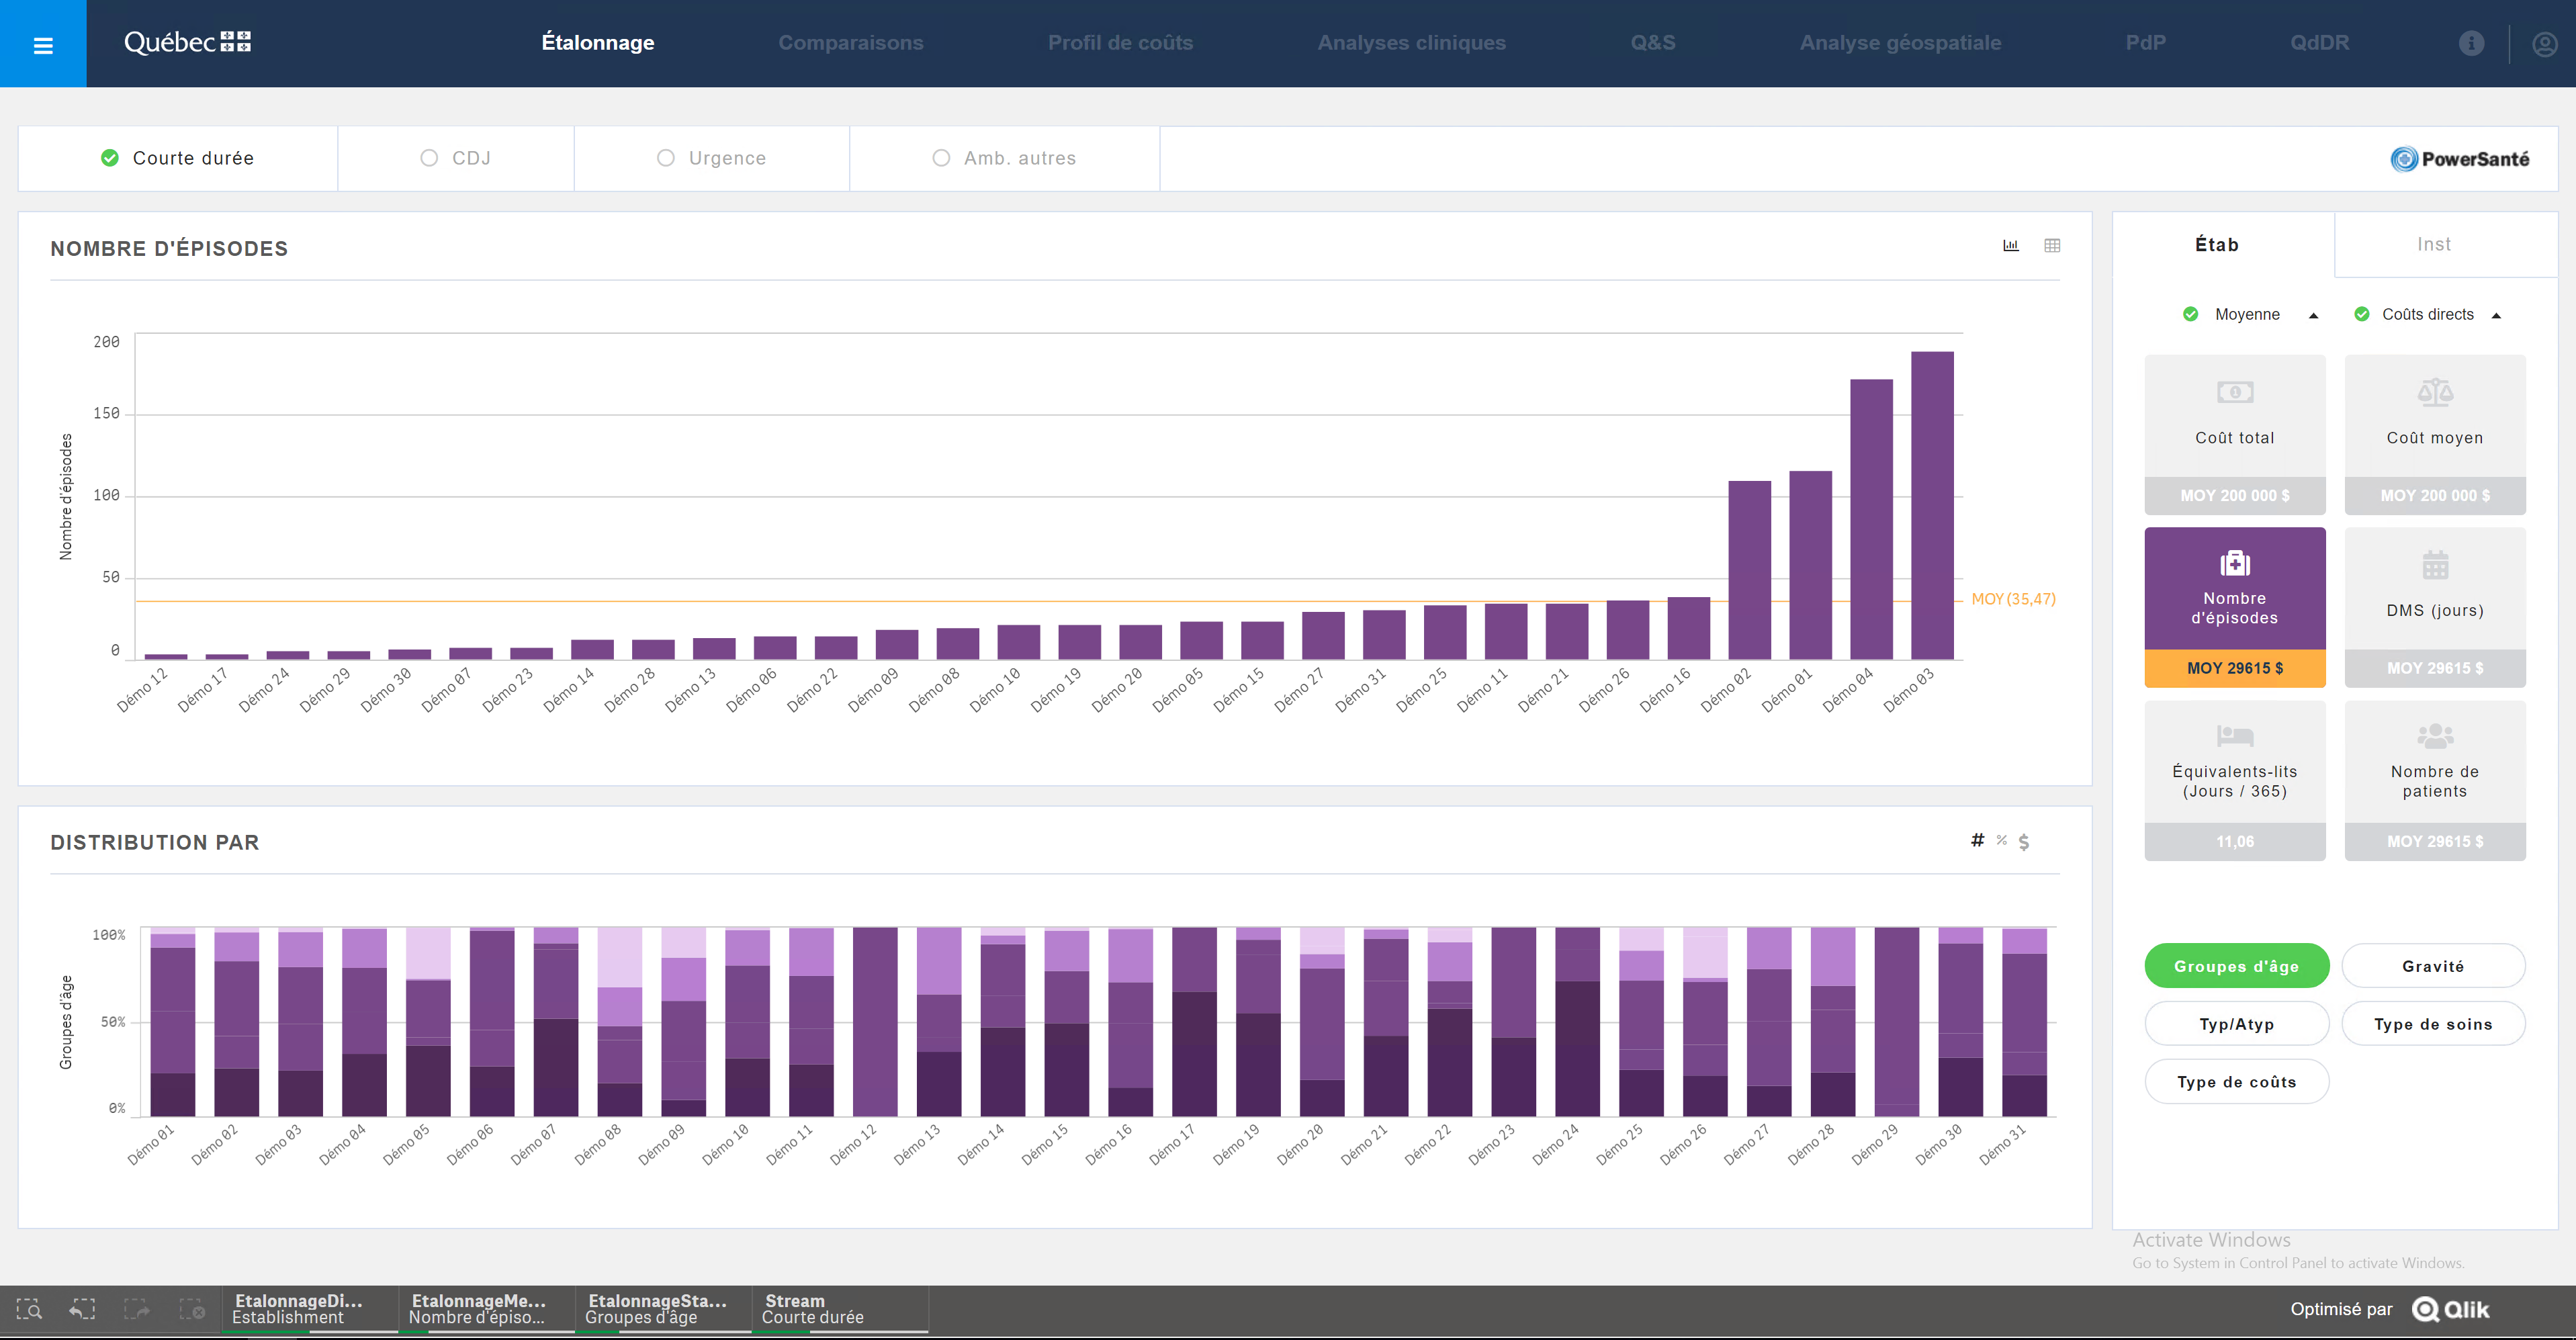 Québec
Étalonnage
Comparaisons
Profil de coûts
Analyses cliniques
Q&S
Analyse géospatiale
PdP
QdDR
Courte durée
CDJ
Urgence
Amb. autres
PowerSanté
NOMBRE D'ÉPISODES
Nombre d'épisodes
200
150
100
50
0
MOY (35,47)
Démo 12
Démo 17
Démo 24
Démo 29
Démo 30
Démo 07
Démo 23
Démo 14
Démo 28
Démo 13
Démo 06
Démo 22
Démo 09
Démo 08
Démo 10
Démo 19
Démo 20
Démo 05
Démo 15
Démo 27
Démo 31
Démo 25
Démo 11
Démo 21
Démo 26
Démo 16
Démo 02
Démo 01
Démo 04
Démo 03
DISTRIBUTION PAR
# % $
Groupes d'âge
100%
50%
0%
Démo 01
Démo 02
Démo 03
Démo 04
Démo 05
Démo 06
Démo 07
Démo 08
Démo 09
Démo 10
Démo 11
Démo 12
Démo 13
Démo 14
Démo 15
Démo 16
Démo 17
Démo 19
Démo 20
Démo 21
Démo 22
Démo 23
Démo 24
Démo 25
Démo 26
Démo 27
Démo 28
Démo 29
Démo 30
Démo 31
Étab
Inst
Moyenne
Coûts directs
Coût total
MOY 200 000 $
Coût moyen
MOY 200 000 $
Nombre
d'épisodes
MOY 29615 $
DMS (jours)
MOY 29615 $
Équivalents-lits
(Jours / 365)
11,06
Nombre de
patients
MOY 29615 $
Groupes d'âge
Gravité
Typ/Atyp
Type de soins
Type de coûts
Activate Windows
Go to System in Control Panel to activate Windows.
EtalonnageDi...
Establishment
EtalonnageMe...
Nombre d'épiso...
EtalonnageSta...
Groupes d'âge
Stream
Courte durée
Optimisé par
Qlik